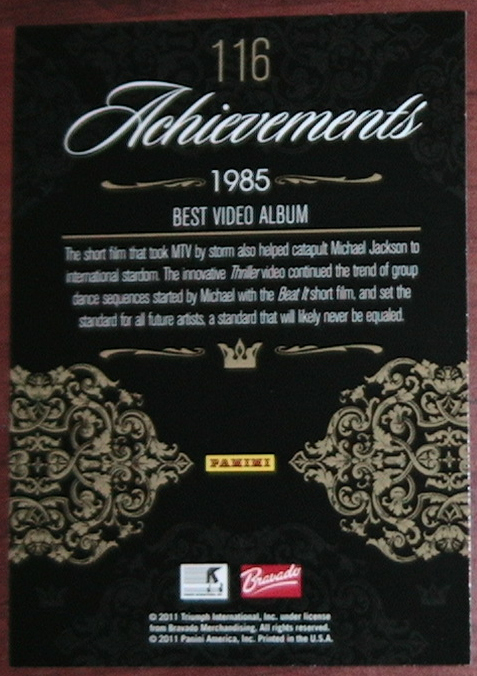 116
Achievements
1985
BEST VIDEO ALBUM
The short film that took MTV by storm also helped catapult Michael Jackson to
international stardom. The innovative Thriller video continued the trend of group
dance sequences started by Michael with the Beat It short film, and set the
standard for all future artists, a standard that will likely never be equaled.
PANINI
Bravado
© 2011 Triumph International, Inc. under license
from Bravado Merchandising. All rights reserved.
© 2011 Panini America, Inc. Printed in the U.S.A.